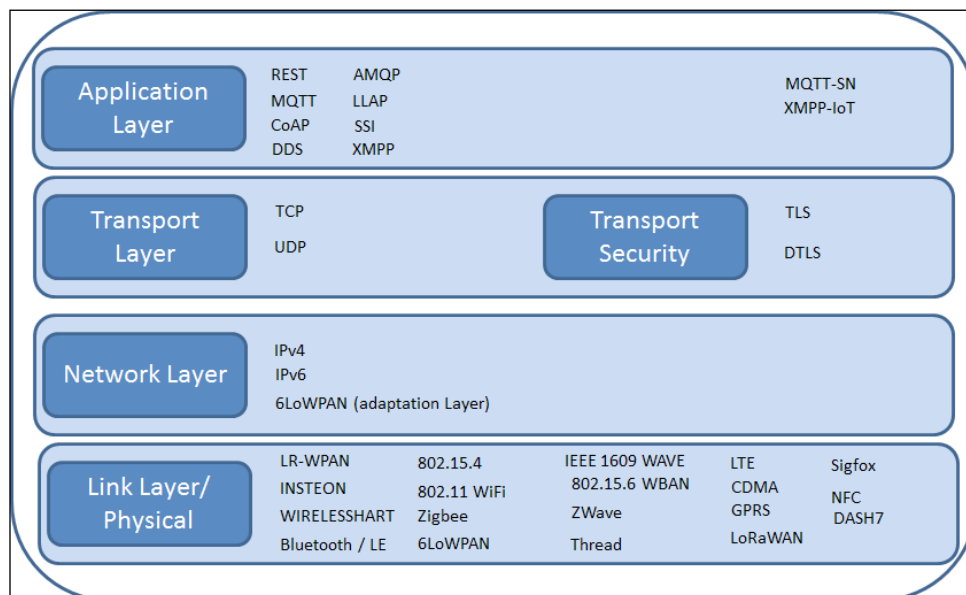 Application
Layer
REST AMQP
MQTT LLAP
CoAP SSI
DDS XMPP
MQTT-SN
XMPP-IoT
Transport
Layer
TCP
UDP
Transport
Security
TLS
DTLS
Network Layer
IPv4
IPv6
6LoWPAN (adaptation Layer)
Link Layer/
Physical
LR-WPAN 802.15.4 IEEE 1609 WAVE LTE Sigfox
INSTEON 802.11 WiFi 802.15.6 WBAN CDMA NFC
WIRELESSHART Zigbee ZWave GPRS DASH7
Bluetooth / LE 6LoWPAN Thread LoRaWAN